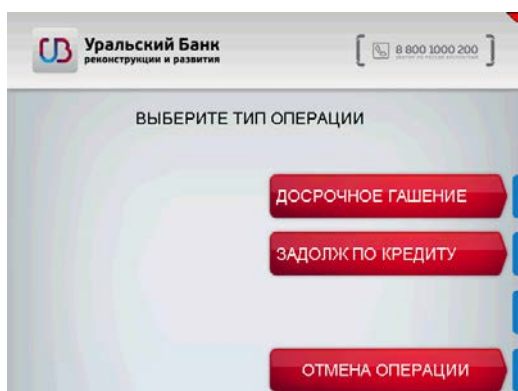 Уральский Банк
реконструкции и развития
8 800 1000 200
ВЫБЕРИТЕ ТИП ОПЕРАЦИИ
ДОСРОЧНОЕ ГАШЕНИЕ
ЗАДОЛЖ ПО КРЕДИТУ
ОТМЕНА ОПЕРАЦИИ